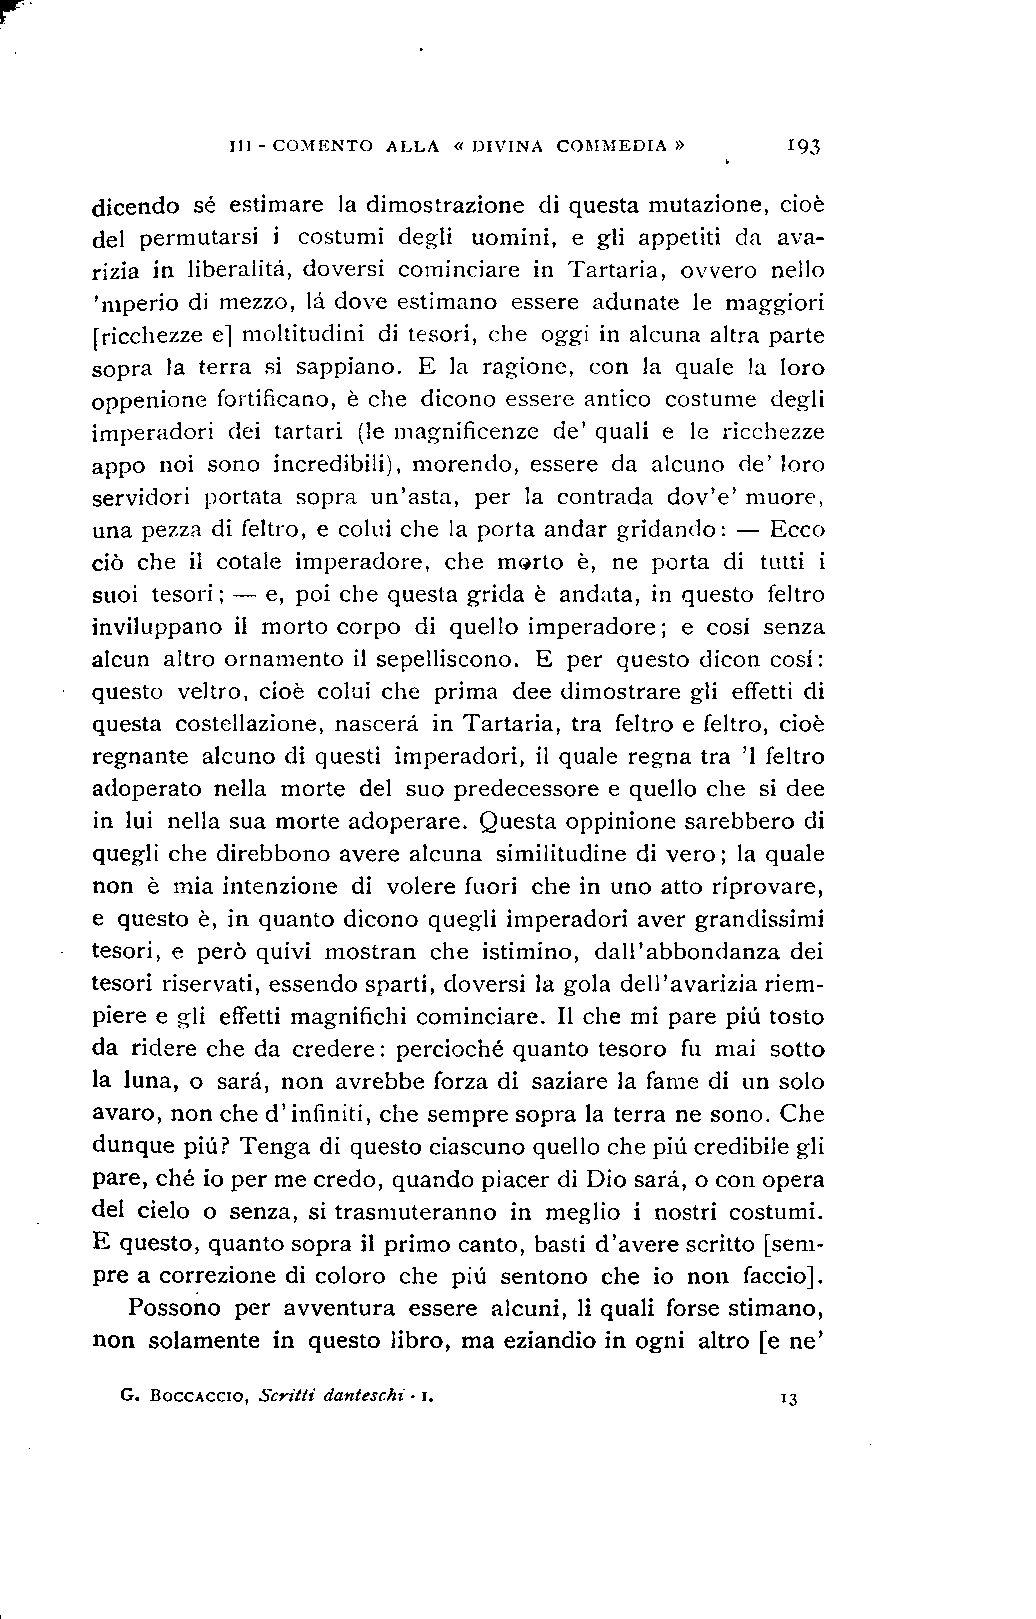 III - COMENTO ALLA « DIVINA COMMEDIA » 193
dicendo sé estimare la dimostrazione di questa mutazione, cioè
del permutarsi i costumi degli uomini, e gli appetiti da ava-
rizia in liberalitá, doversi cominciare in Tartaria, ovvero nello
'mperio di mezzo, lá dove estimano essere adunate le maggiori
[ricchezze e] moltitudini di tesori, che oggi in alcuna altra parte
sopra la terra si sappiano. E la ragione, con la quale la loro
oppenione fortificano, è che dicono essere antico costume degli
imperadori dei tartari (le magnificenze de' quali e le ricchezze
appo noi sono incredibili), morendo, essere da alcuno de' loro
servidori portata sopra un'asta, per la contrada dov'e' muore,
una pezza di feltro, e colui che la porta andar gridando: — Ecco
ciò che il cotale imperadore, che morto è, ne porta di tutti i
suoi tesori; — e, poi che questa grida è andata, in questo feltro
inviluppano il morto corpo di quello imperadore; e cosí senza
alcun altro ornamento il sepelliscono. E per questo dicon cosí:
questo veltro, cioè colui che prima dee dimostrare gli effetti di
questa costellazione, nascerá in Tartaria, tra feltro e feltro, cioè
regnante alcuno di questi imperadori, il quale regna tra 'l feltro
adoperato nella morte del suo predecessore e quello che si dee
in lui nella sua morte adoperare. Questa oppinione sarebbero di
quegli che direbbono avere alcuna similitudine di vero; la quale
non è mia intenzione di volere fuori che in uno atto riprovare,
e questo è, in quanto dicono quegli imperadori aver grandissimi
tesori, e però quivi mostran che istimino, dall'abbondanza dei
tesori riservati, essendo sparti, doversi la gola dell'avarizia riem-
piere e gli effetti magnifichi cominciare. Il che mi pare piú tosto
da ridere che da credere: percioché quanto tesoro fu mai sotto
la luna, o sará, non avrebbe forza di saziare la fame di un solo
avaro, non che d'infiniti, che sempre sopra la terra ne sono. Che
dunque piú? Tenga di questo ciascuno quello che piú credibile gli
pare, ché io per me credo, quando piacer di Dio sará, o con opera
del cielo o senza, si trasmuteranno in meglio i nostri costumi.
E questo, quanto sopra il primo canto, basti d'avere scritto [sem-
pre a correzione di coloro che piú sentono che io non faccio].
Possono per avventura essere alcuni, li quali forse stimano,
non solamente in questo libro, ma eziandio in ogni altro [e ne'
G. BOCCACCIO, Scritti danteschi - I. 13